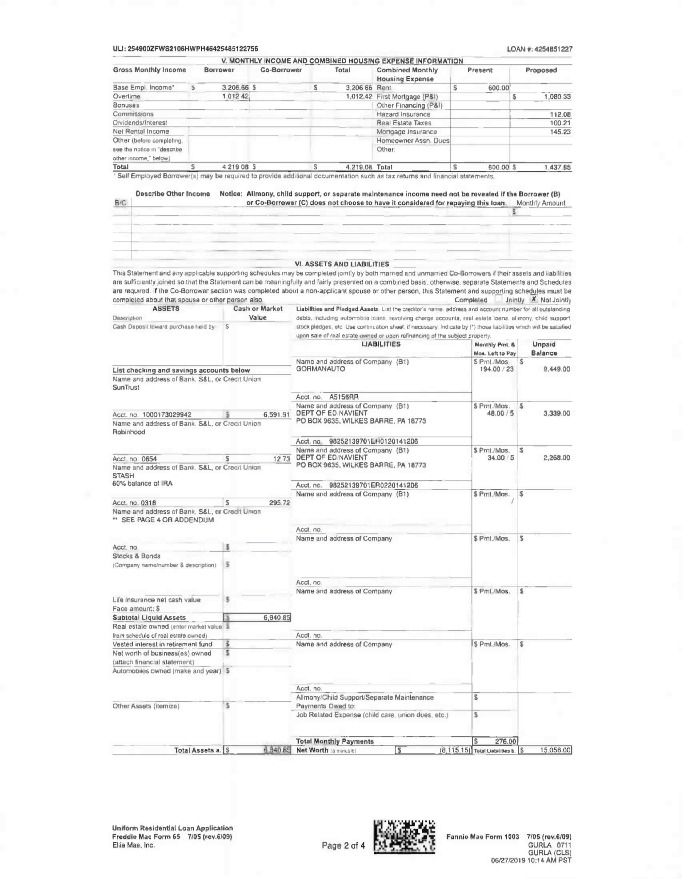 ULI: 254900ZFWS2106HWPH46425485122756 LOAN #: 4254851227
V. MONTHLY INCOME AND COMBINED HOUSING EXPENSE INFORMATION
Gross Monthly Income Borrower Co-Borrower Total Combined Monthly Housing Expense Present Proposed
Base Empl. Income* $ 3,206.66 $ $ 3,206.66 Rent $ 600.00
Overtime 1,012.42 1,012.42 First Mortgage (P&I) $ 1,080.33
Bonuses Other Financing (P&I)
Commissions Hazard Insurance 112.08
Dividends/Interest Real Estate Taxes 100.21
Net Rental Income Mortgage Insurance 145.23
Other (before completing, Homeowner Assn. Dues
see the notice in "describe Other:
other income," below)
Total $ 4,219.08 $ $ 4,219.08 Total $ 600.00 $ 1,437.85
* Self Employed Borrower(s) may be required to provide additional documentation such as tax returns and financial statements.
Describe Other Income Notice: Alimony, child support, or separate maintenance income need not be revealed if the Borrower (B)
B/C or Co-Borrower (C) does not choose to have it considered for repaying this loan. Monthly Amount
$
VI. ASSETS AND LIABILITIES
This Statement and any applicable supporting schedules may be completed jointly by both married and unmarried Co-Borrowers if their assets and liabilities
are sufficiently joined so that the Statement can be meaningfully and fairly presented on a combined basis; otherwise, separate Statements and Schedules
are required. If the Co-Borrower section was completed about a non-applicant spouse or other person, this Statement and supporting schedules must be
completed about that spouse or other person also. Completed Jointly X Not Jointly
ASSETS Cash or Market Value
Description
Cash Deposit toward purchase held by: $
Liabilities and Pledged Assets. List the creditor's name, address and account number for all outstanding
debts, including automobile loans, revolving charge accounts, real estate loans, alimony, child support,
stock pledges, etc. Use continuation sheet, if necessary. Indicate by (*) those liabilities which will be satisfied
upon sale of real estate owned or upon refinancing of the subject property.
LIABILITIES Monthly Pmt. & Mos. Left to Pay Unpaid Balance
List checking and savings accounts below
Name and address of Bank, S&L, or Credit Union
SunTrust
Acct. no. 1000173029942 $ 6,591.91
Name and address of Bank, S&L, or Credit Union
Robinhood
Acct. no. 0654 $ 12.73
Name and address of Bank, S&L, or Credit Union
STASH
60% balance of IRA
Acct. no. 0318 $ 295.72
Name and address of Bank, S&L, or Credit Union
** SEE PAGE 4 OR ADDENDUM
Acct. no. $
Stocks & Bonds
(Company name/number & description) $
Life insurance net cash value $
Face amount: $
Subtotal Liquid Assets $ 6,940.85
Real estate owned (enter market value $
from schedule of real estate owned)
Vested interest in retirement fund $
Net worth of business(es) owned $
(attach financial statement)
Automobiles owned (make and year) $
Other Assets (itemize) $
Total Assets a. $ 6,940.85
Name and address of Company (B1) $ Pmt./Mos. $
GORMANAUTO 194.00 / 23 9,449.00
Acct. no. A5156RR
Name and address of Company (B1) $ Pmt./Mos. $
DEPT OF ED/NAVIENT 48.00 / 5 3,339.00
PO BOX 9635, WILKES BARRE, PA 18773
Acct. no. 98252139701EH0120141206
Name and address of Company (B1) $ Pmt./Mos. $
DEPT OF ED/NAVIENT 34.00 / 5 2,268.00
PO BOX 9635, WILKES BARRE, PA 18773
Acct. no. 98252139701ER0220141206
Name and address of Company (B1) $ Pmt./Mos. $
/
Acct. no.
Name and address of Company $ Pmt./Mos. $
Acct. no.
Name and address of Company $ Pmt./Mos. $
Acct. no.
Name and address of Company $ Pmt./Mos. $
Acct. no.
Alimony/Child Support/Separate Maintenance $
Payments Owed to:
Job Related Expense (child care, union dues, etc.) $
Total Monthly Payments $ 276.00
Net Worth (a minus b) $ (8,115.15) Total Liabilities b. $ 15,056.00
Uniform Residential Loan Application
Freddie Mac Form 65 7/05 (rev.6/09)
Ellie Mae, Inc.
Page 2 of 4
Fannie Mae Form 1003 7/05 (rev.6/09)
GURLA 0711
GURLA (CLS)
06/27/2019 10:14 AM PST